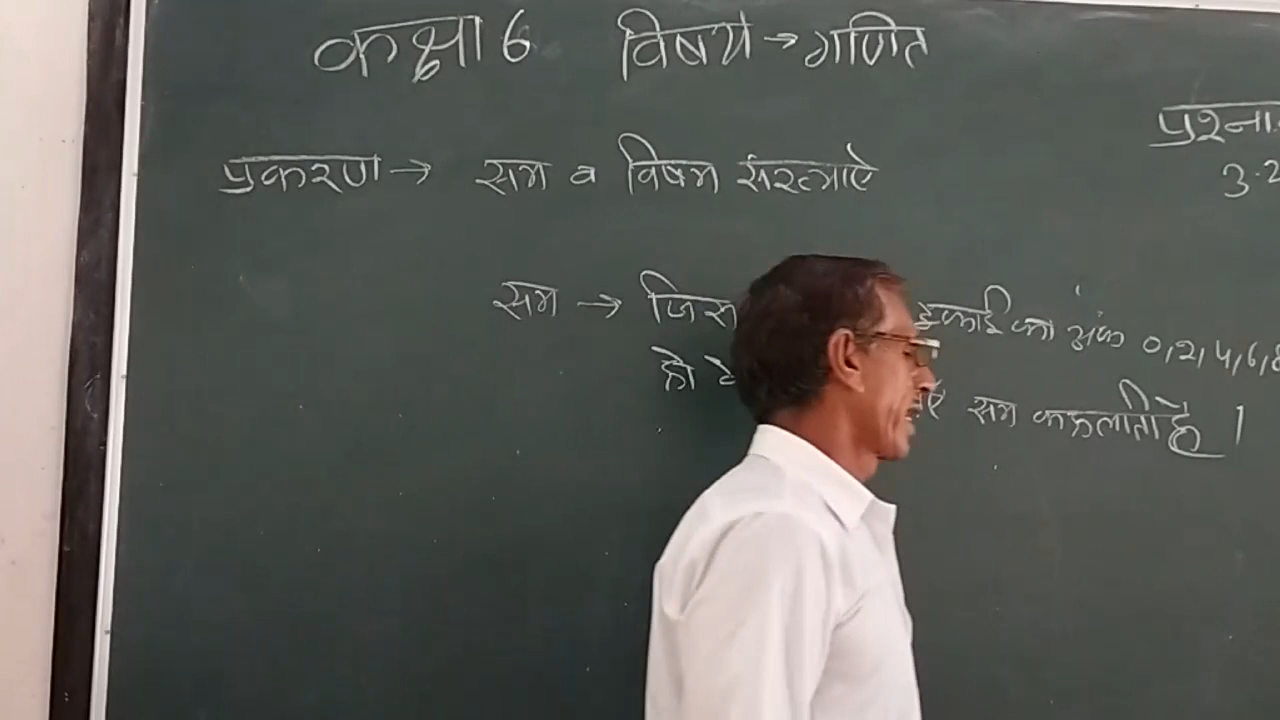 कक्षा 6 विषय → गणित
प्रश्ना
3.2
प्रकरण → सम व विषम संख्याऐ
सम → जिस इकाई का अंक 0,2,4,6,8
हो सम कहलाती है ।